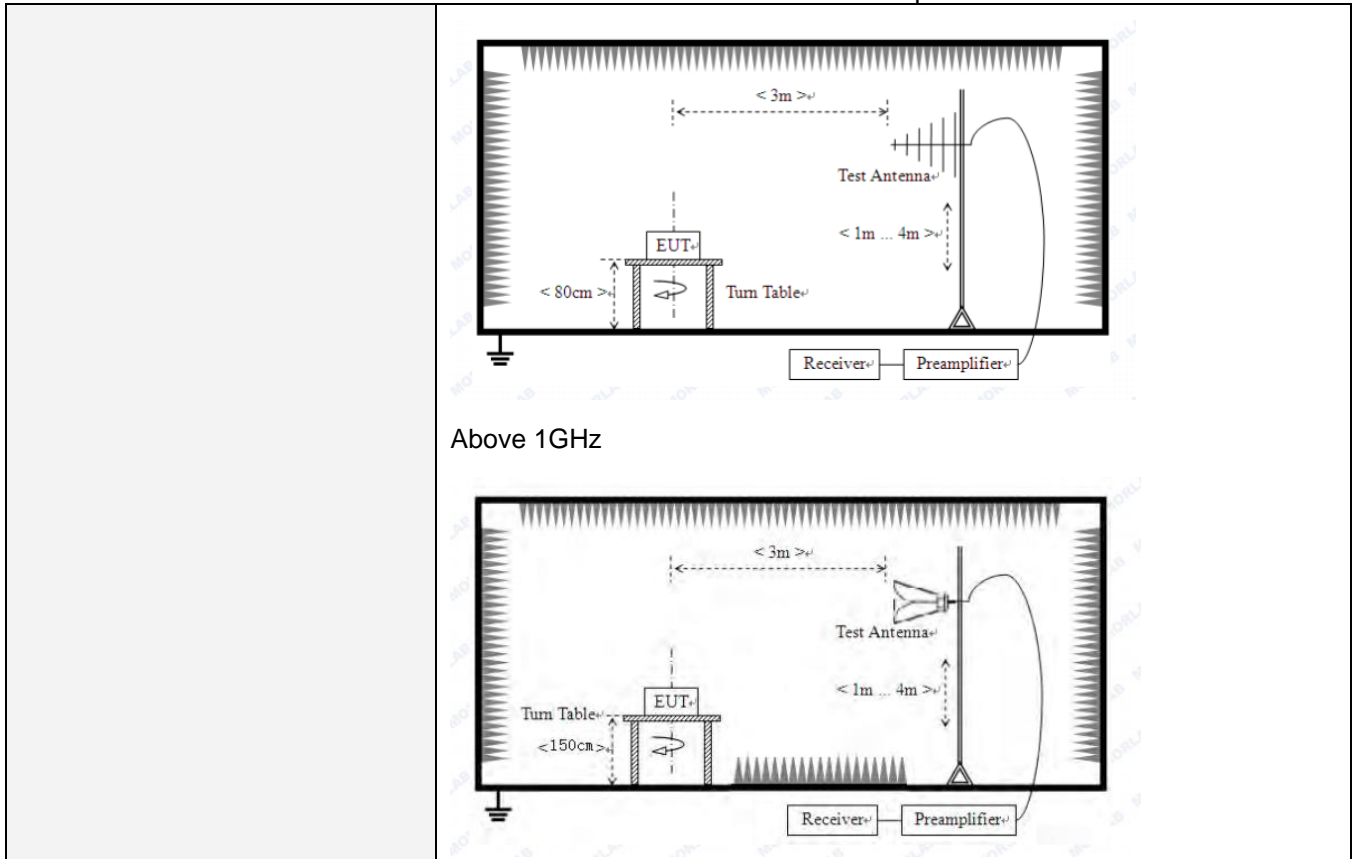 < 3m >
Test Antenna
< 1m ... 4m >
EUT
< 80cm >
Turn Table
Receiver
Preamplifier
Above 1GHz
< 3m >
Test Antenna
< 1m ... 4m >
EUT
Turn Table
<150cm>
Receiver
Preamplifier